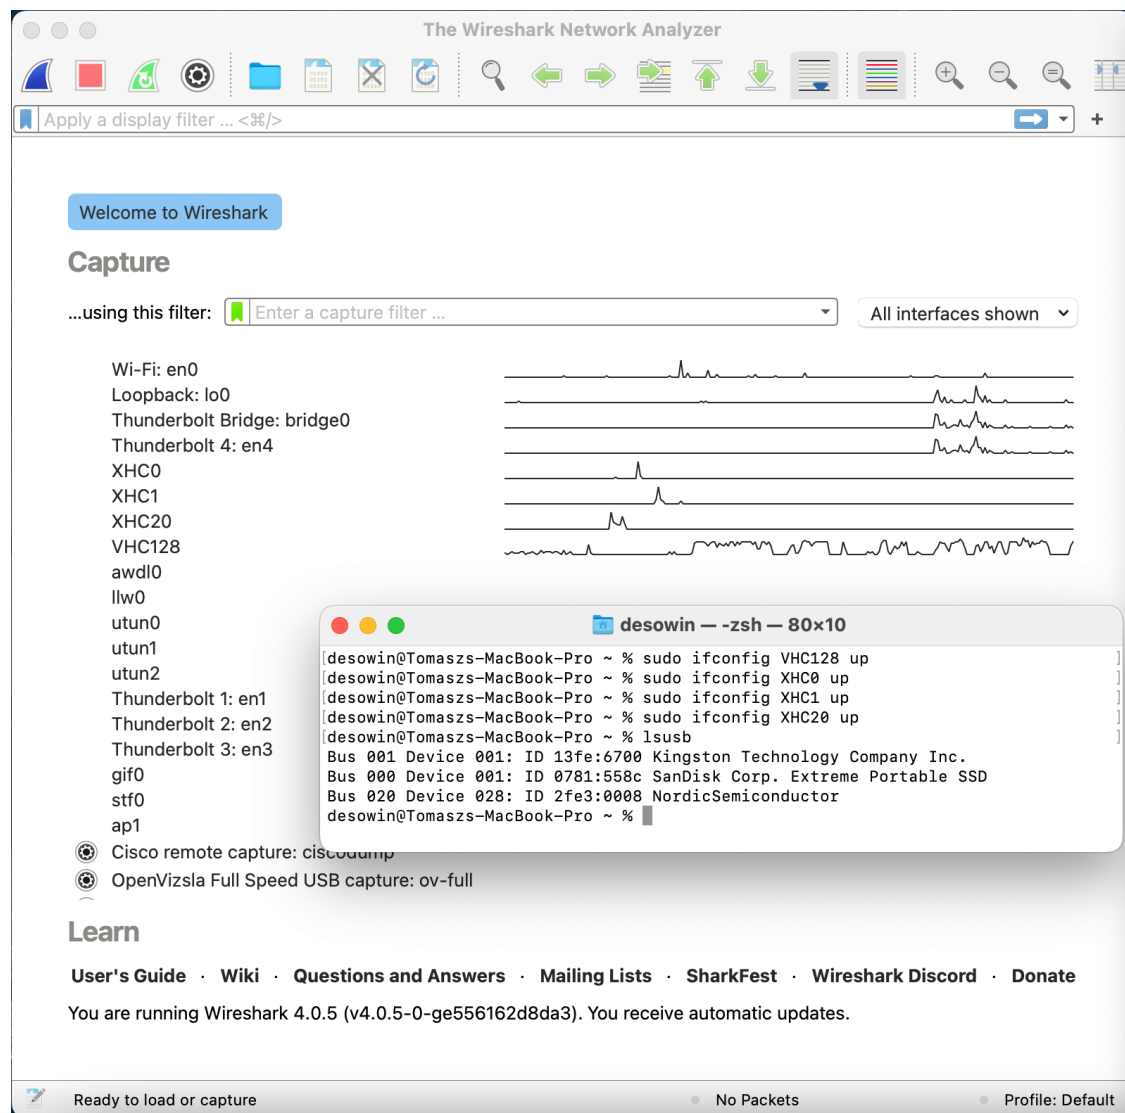 The Wireshark Network Analyzer
Apply a display filter ... <⌘/>
+
Welcome to Wireshark
Capture
...using this filter:
Enter a capture filter ...
All interfaces shown
Wi-Fi: en0
Loopback: lo0
Thunderbolt Bridge: bridge0
Thunderbolt 4: en4
XHC0
XHC1
XHC20
VHC128
awdl0
llw0
utun0
utun1
utun2
Thunderbolt 1: en1
Thunderbolt 2: en2
Thunderbolt 3: en3
gif0
stf0
ap1
Cisco remote capture: ciscodump
OpenVizsla Full Speed USB capture: ov-full
desowin — -zsh — 80×10
[desowin@Tomaszs-MacBook-Pro ~ % sudo ifconfig VHC128 up ]
[desowin@Tomaszs-MacBook-Pro ~ % sudo ifconfig XHC0 up ]
[desowin@Tomaszs-MacBook-Pro ~ % sudo ifconfig XHC1 up ]
[desowin@Tomaszs-MacBook-Pro ~ % sudo ifconfig XHC20 up ]
[desowin@Tomaszs-MacBook-Pro ~ % lsusb ]
Bus 001 Device 001: ID 13fe:6700 Kingston Technology Company Inc.
Bus 000 Device 001: ID 0781:558c SanDisk Corp. Extreme Portable SSD
Bus 020 Device 028: ID 2fe3:0008 NordicSemiconductor
desowin@Tomaszs-MacBook-Pro ~ %
Learn
User's Guide · Wiki · Questions and Answers · Mailing Lists · SharkFest · Wireshark Discord · Donate
You are running Wireshark 4.0.5 (v4.0.5-0-ge556162d8da3). You receive automatic updates.
Ready to load or capture
No Packets
Profile: Default